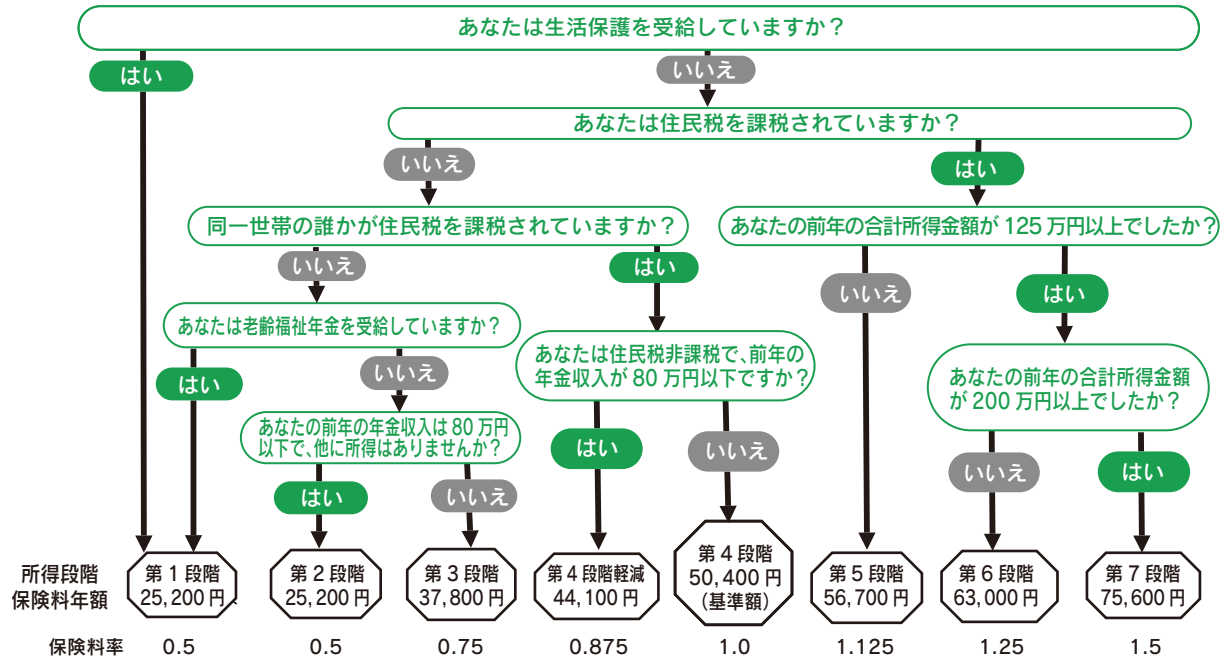 あなたは生活保護を受給していますか？
はい
いいえ
あなたは住民税を課税されていますか？
いいえ
はい
同一世帯の誰かが住民税を課税されていますか？
あなたの前年の合計所得金額が 125 万円以上でしたか？
いいえ
はい
いいえ
はい
あなたは老齢福祉年金を受給していますか？
あなたは住民税非課税で、前年の
年金収入が 80 万円以下ですか？
あなたの前年の合計所得金額
が 200 万円以上でしたか？
はい
いいえ
あなたの前年の年金収入は 80 万円
以下で、他に所得はありませんか？
はい
いいえ
いいえ
はい
はい
いいえ
所得段階
保険料年額
第 1 段階
25,200 円
第 2 段階
25,200 円
第 3 段階
37,800 円
第 4 段階軽減
44,100 円
第 4 段階
50,400 円
（基準額）
第 5 段階
56,700 円
第 6 段階
63,000 円
第 7 段階
75,600 円
保険料率 0.5 0.5 0.75 0.875 1.0 1.125 1.25 1.5